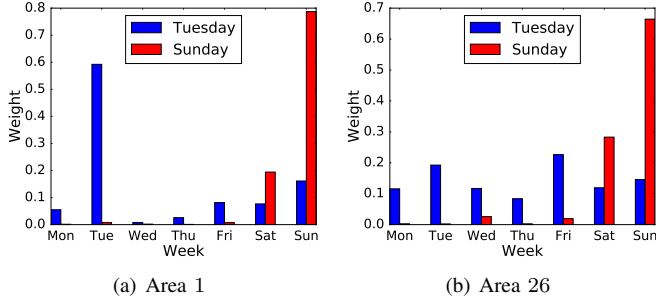 0.8
0.7
0.6
0.5
0.4
0.3
0.2
0.1
0.0
Weight
Tuesday
Sunday
Mon Tue Wed Thu Fri Sat Sun
Week
(a) Area 1
0.7
0.6
0.5
0.4
0.3
0.2
0.1
0.0
Weight
Tuesday
Sunday
Mon Tue Wed Thu Fri Sat Sun
Week
(b) Area 26